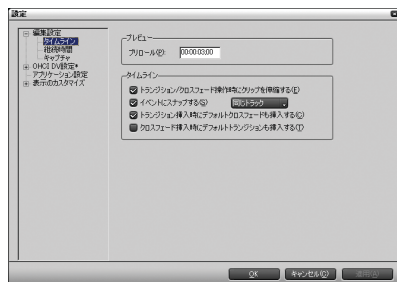 設定
編集設定
タイムライン
継続時間
キャプチャ
OHCI DV設定*
アプリケーション設定
表示のカスタマイズ
プレビュー
プリロール(P): 00:00:03;00
タイムライン
トランジション/クロスフェード操作時にクリップを伸縮する(E)
イベントにスナップする(S) 同じトラック
トランジション挿入時にデフォルトクロスフェードも挿入する(C)
クロスフェード挿入時にデフォルトトランジションも挿入する(T)
OK キャンセル(C) 適用(A)